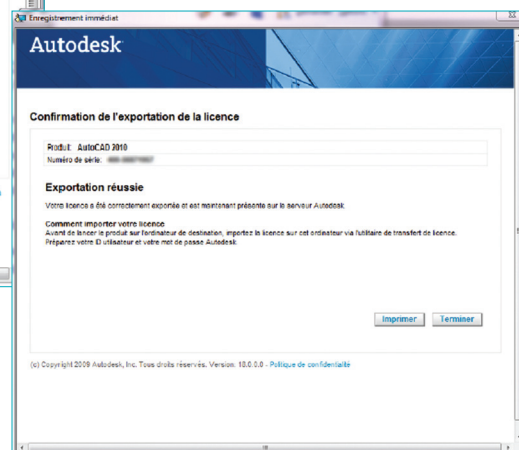 Enregistrement immédiat
Autodesk
Confirmation de l'exportation de la licence
Produit: AutoCAD 2010
Numéro de série:
Exportation réussie
Votre licence a été correctement exportée et est maintenant présente sur le serveur Autodesk.
Comment importer votre licence
Avant de lancer le produit sur l'ordinateur de destination, importez la licence sur cet ordinateur via l'utilitaire de transfert de licence.
Préparez votre ID utilisateur et votre mot de passe Autodesk.
Imprimer Terminer
(c) Copyright 2009 Autodesk, Inc. Tous droits réservés. Version. 18.0.0.0 - Politique de confidentialité